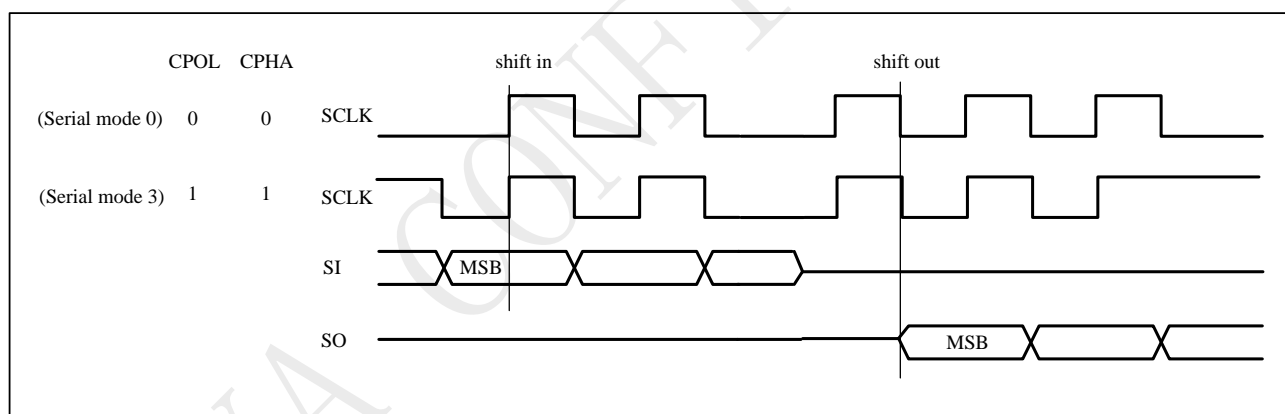 CPOL CPHA shift in shift out
(Serial mode 0) 0 0 SCLK
(Serial mode 3) 1 1 SCLK
SI MSB
SO MSB